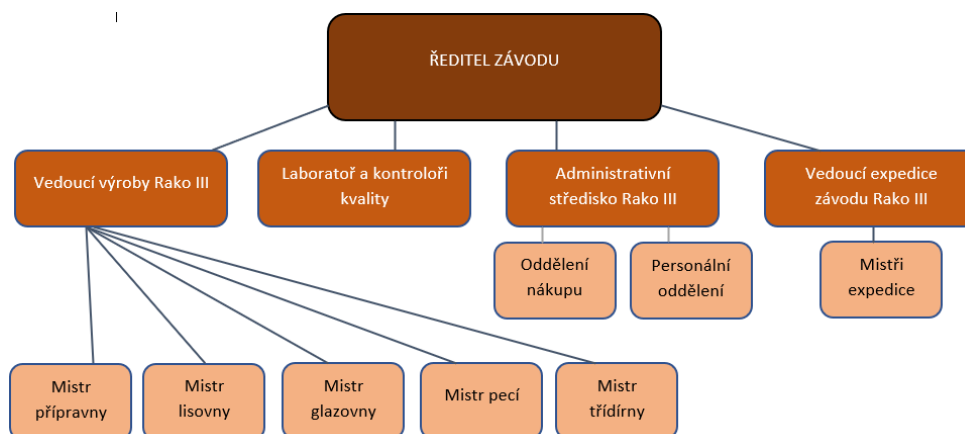 ŘEDITEL ZÁVODU
Vedoucí výroby Rako III
Laboratoř a kontroloři
kvality
Administrativní
středisko Rako III
Vedoucí expedice
závodu Rako III
Oddělení
nákupu
Personální
oddělení
Mistři
expedice
Mistr
přípravny
Mistr
lisovny
Mistr
glazovny
Mistr pecí
Mistr
třídírny